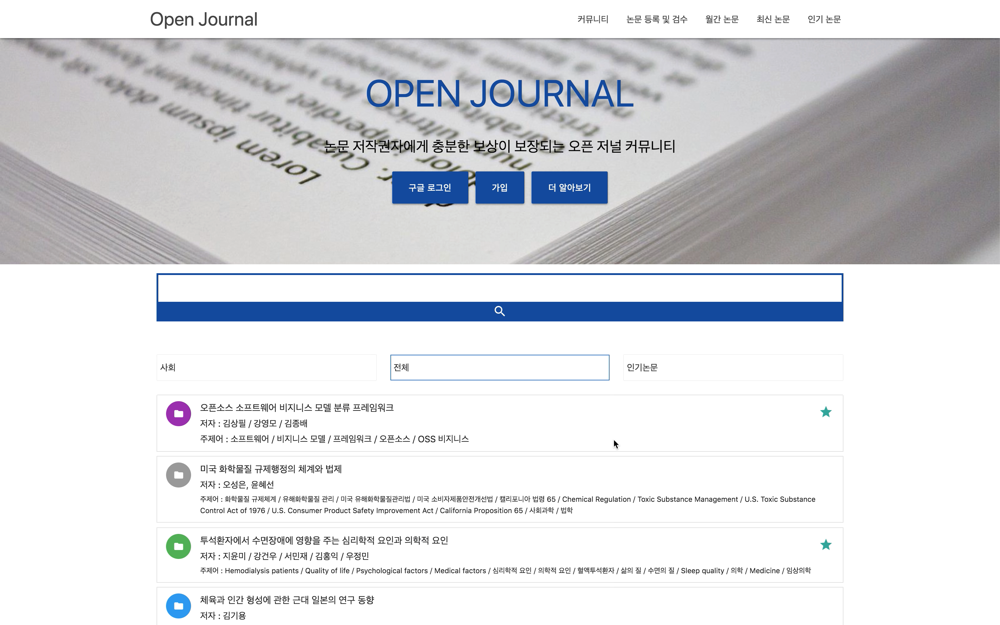 Open Journal
커뮤니티 논문 등록 및 검수 월간 논문 최신 논문 인기 논문
OPEN JOURNAL
논문 저작권자에게 충분한 보상이 보장되는 오픈 저널 커뮤니티
Lorem ipsum dolor sit
구글 로그인 가입 더 알아보기
사회 전체 인기논문
오픈소스 소프트웨어 비지니스 모델 분류 프레임워크
저자 : 김상필 / 강영모 / 김종배
주제어 : 소프트웨어 / 비지니스 모델 / 프레임워크 / 오픈소스 / OSS 비지니스
미국 화학물질 규제행정의 체계와 법제
저자 : 오성은, 윤혜선
주제어 : 화학물질 규제체계 / 유해화학물질 관리 / 미국 유해화학물질관리법 / 미국 소비자제품안전개선법 / 캘리포니아 법령 65 / Chemical Regulation / Toxic Substance Management / U.S. Toxic Substance
Control Act of 1976 / U.S. Consumer Product Safety Improvement Act / California Proposition 65 / 사회과학 / 법학
투석환자에서 수면장애에 영향을 주는 심리학적 요인과 의학적 요인
저자 : 지윤미 / 강건우 / 서민재 / 김홍익 / 우정민
주제어 : Hemodialysis patients / Quality of life / Psychological factors / Medical factors / 심리학적 요인 / 의학적 요인 / 혈액투석환자 / 삶의 질 / 수면의 질 / Sleep quality / 의학 / Medicine / 임상의학
체육과 인간 형성에 관한 근대 일본의 연구 동향
저자 : 김기용